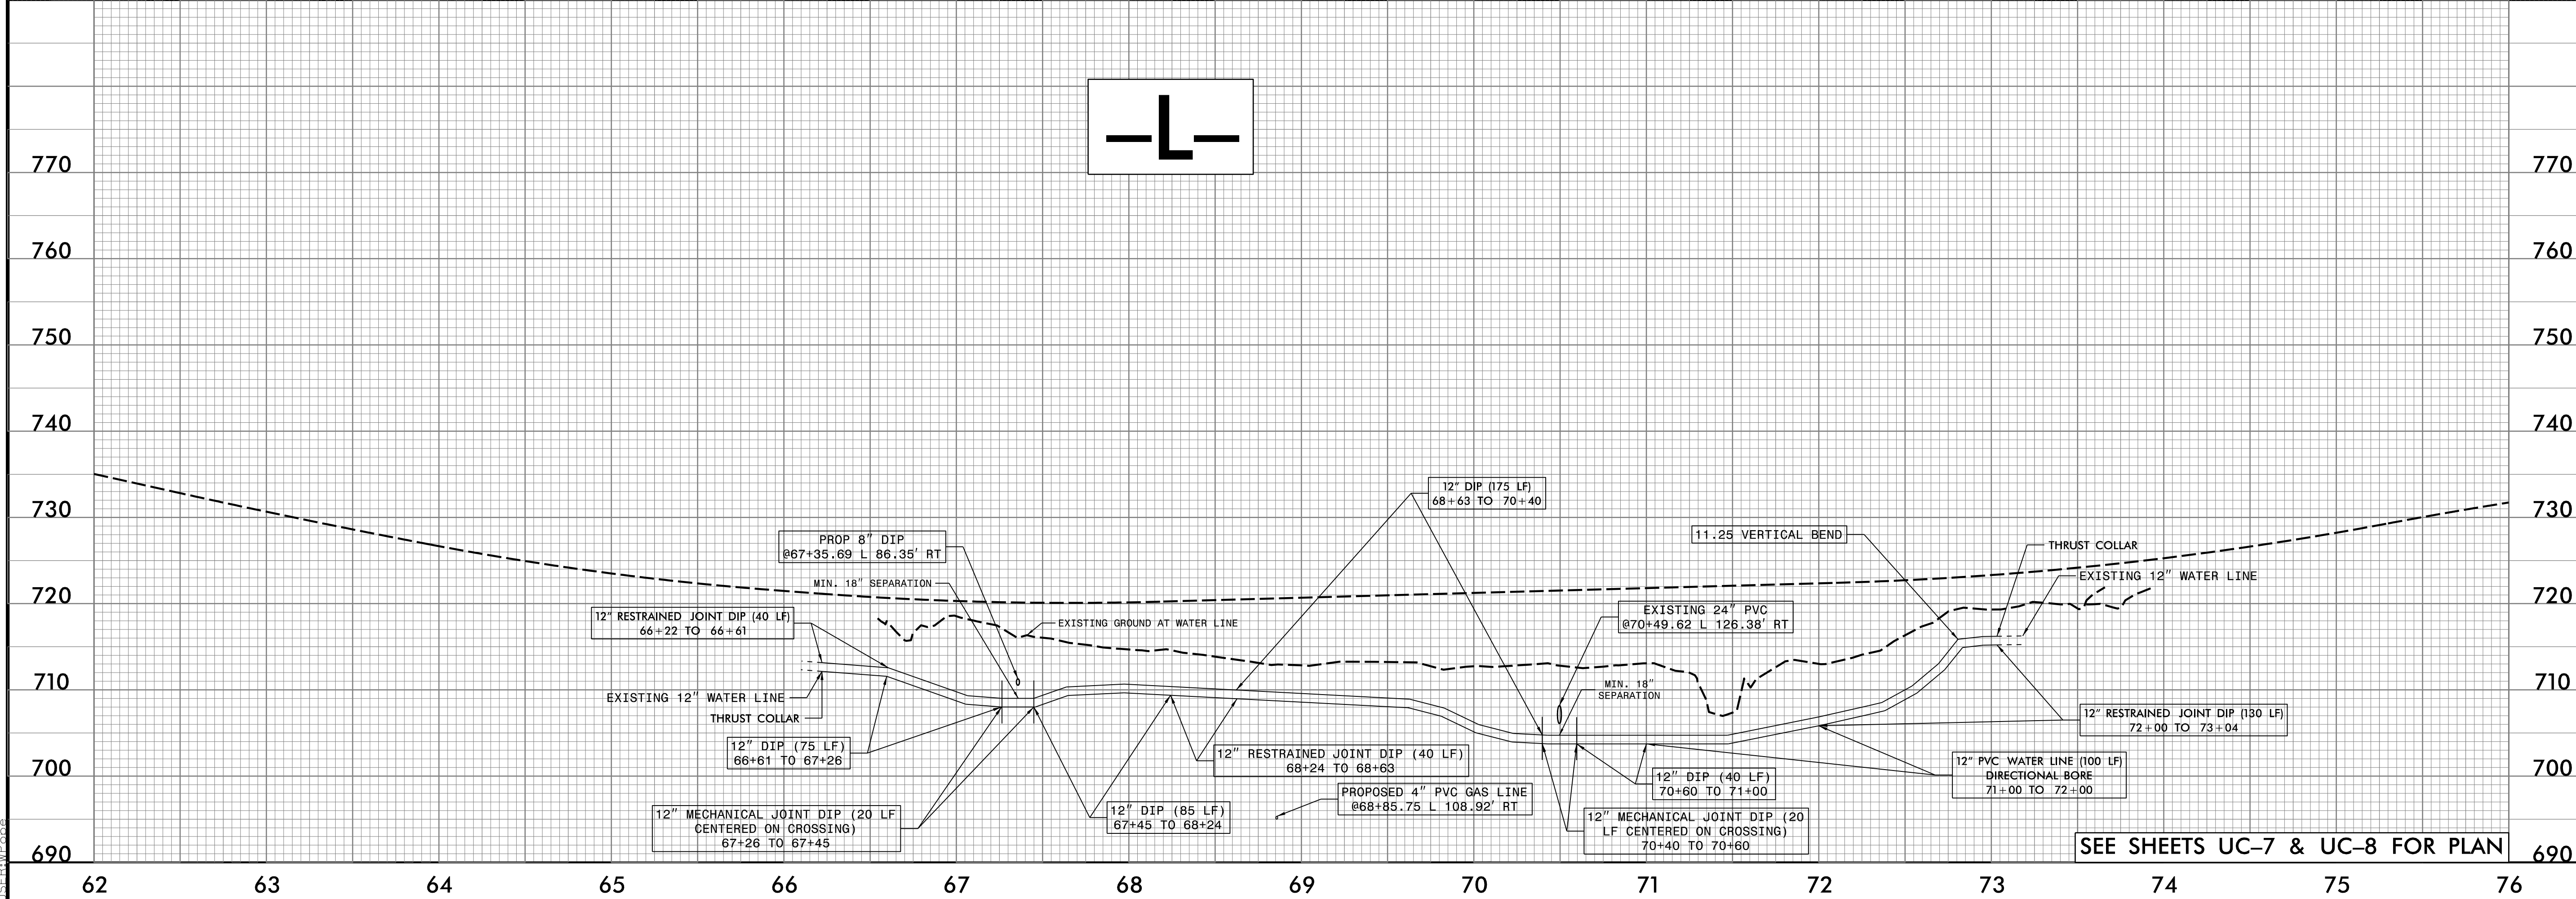 –L–
770
770
760
760
750
750
740
740
730
730
720
720
710
710
700
700
690
690
12" DIP (175 LF)
68+63 TO 70+40
PROP 8" DIP
@67+35.69 L 86.35' RT
MIN. 18" SEPARATION
12" RESTRAINED JOINT DIP (40 LF)
66+22 TO 66+61
EXISTING GROUND AT WATER LINE
EXISTING 12" WATER LINE
THRUST COLLAR
12" DIP (75 LF)
66+61 TO 67+26
12" MECHANICAL JOINT DIP (20 LF
CENTERED ON CROSSING)
67+26 TO 67+45
12" DIP (85 LF)
67+45 TO 68+24
12" RESTRAINED JOINT DIP (40 LF)
68+24 TO 68+63
PROPOSED 4" PVC GAS LINE
@68+85.75 L 108.92' RT
11.25 VERTICAL BEND
THRUST COLLAR
EXISTING 12" WATER LINE
EXISTING 24" PVC
@70+49.62 L 126.38' RT
MIN. 18"
SEPARATION
12" RESTRAINED JOINT DIP (130 LF)
72+00 TO 73+04
12" DIP (40 LF)
70+60 TO 71+00
12" PVC WATER LINE (100 LF)
DIRECTIONAL BORE
71+00 TO 72+00
12" MECHANICAL JOINT DIP (20
LF CENTERED ON CROSSING)
70+40 TO 70+60
SEE SHEETS UC–7 & UC–8 FOR PLAN
62 63 64 65 66 67 68 69 70 71 72 73 74 75 76